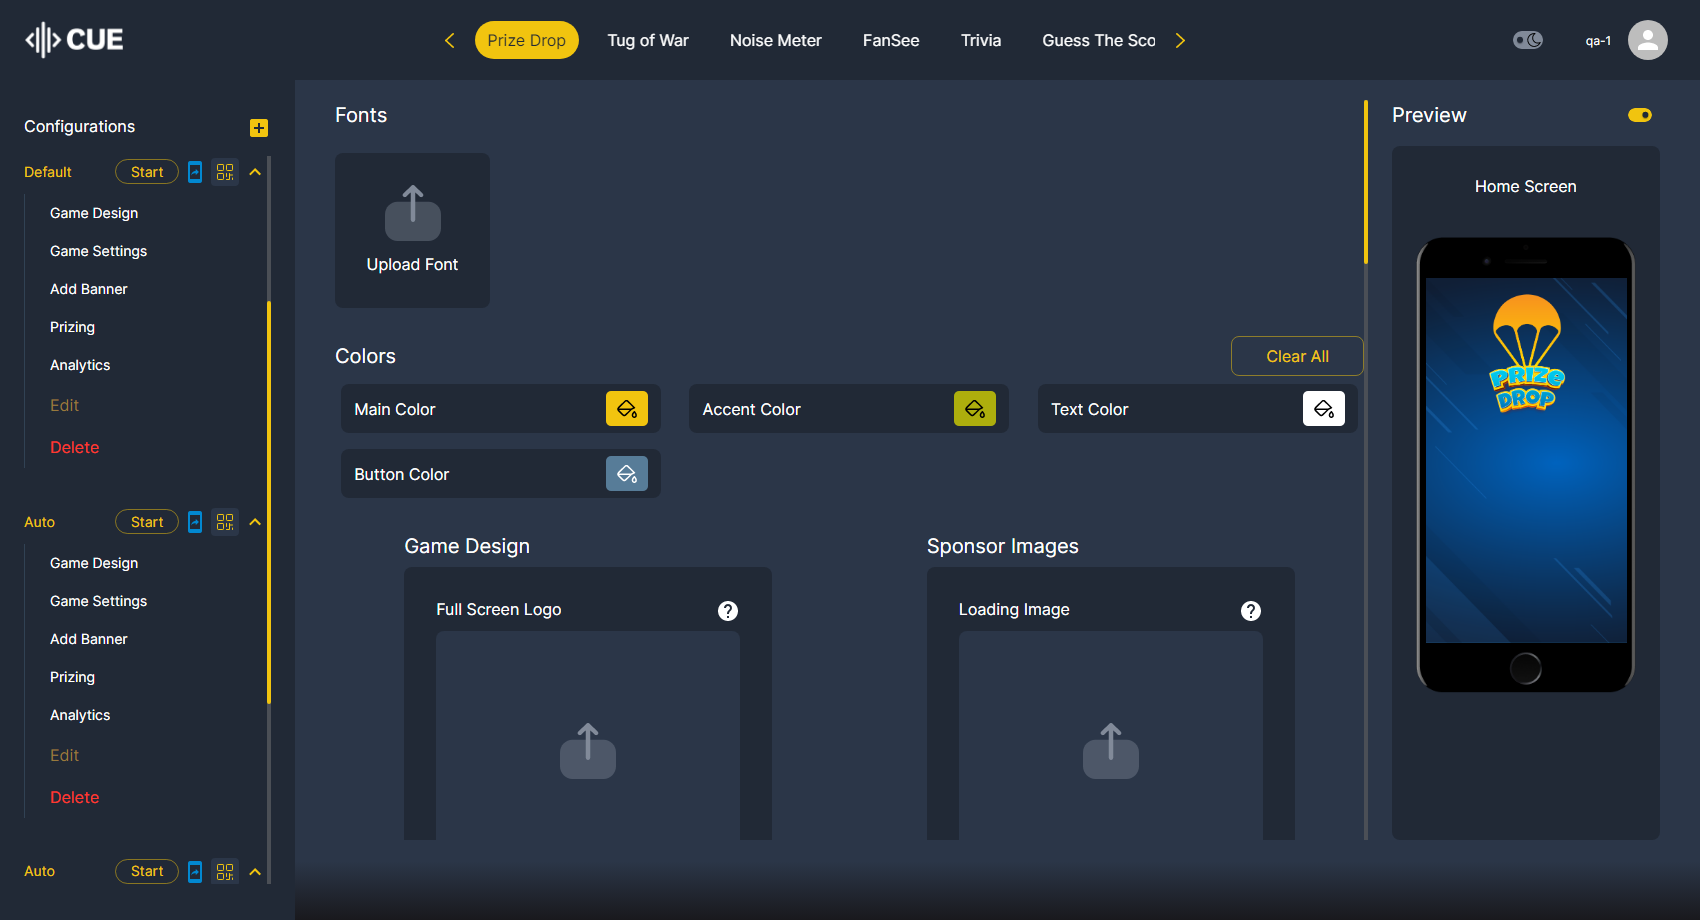 CUE
Prize Drop
Tug of War
Noise Meter
FanSee
Trivia
Guess The Sco
qa-1
Configurations
Default
Start
Game Design
Game Settings
Add Banner
Prizing
Analytics
Edit
Delete
Auto
Start
Game Design
Game Settings
Add Banner
Prizing
Analytics
Edit
Delete
Auto
Start
Fonts
Upload Font
Colors
Clear All
Main Color
Accent Color
Text Color
Button Color
Game Design
Full Screen Logo
?
Sponsor Images
Loading Image
?
Preview
Home Screen
PRIZE
DROP